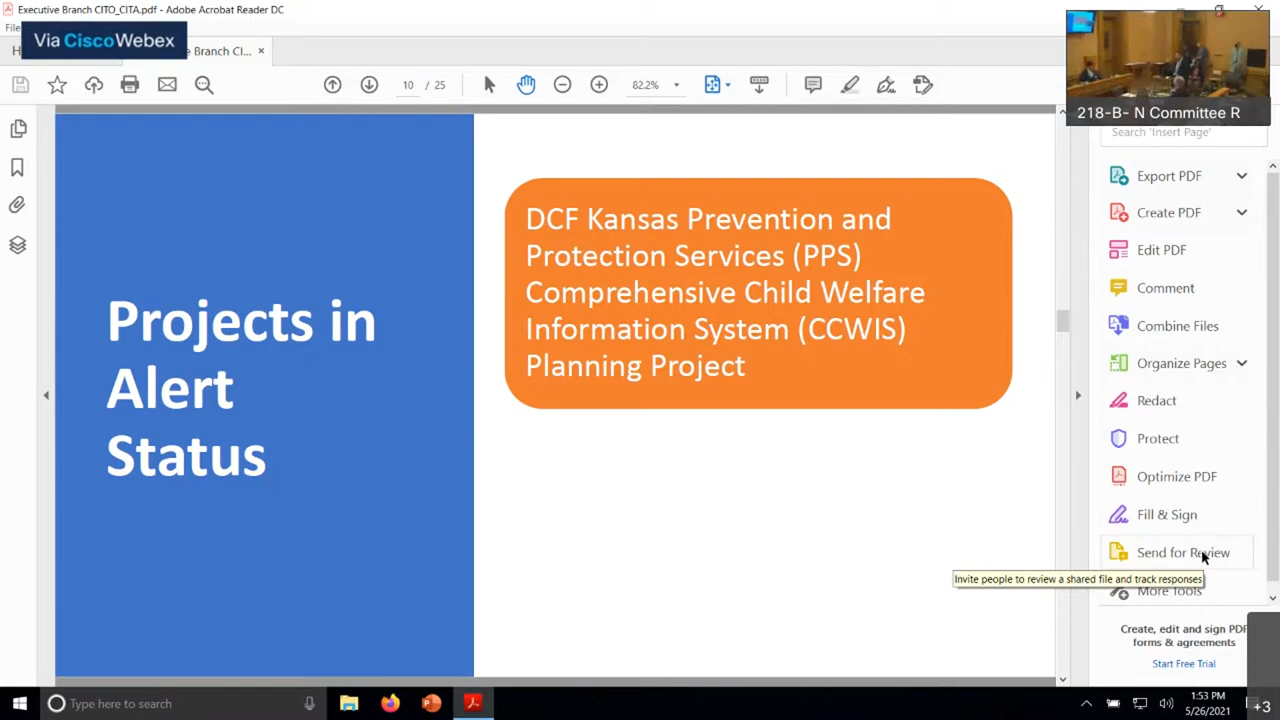 Executive Branch CITO_CITA.pdf - Adobe Acrobat Reader DC
Via CiscoWebex
e Branch CI...
10 / 25
82.2%
218-B- N Committee R
Search 'Insert Page'
Projects in
Alert
Status
DCF Kansas Prevention and
Protection Services (PPS)
Comprehensive Child Welfare
Information System (CCWIS)
Planning Project
Export PDF
Create PDF
Edit PDF
Comment
Combine Files
Organize Pages
Redact
Protect
Optimize PDF
Fill & Sign
Send for Review
Invite people to review a shared file and track responses
More Tools
Create, edit and sign PDF
forms & agreements
Start Free Trial
Type here to search
1:53 PM
5/26/2021
+3